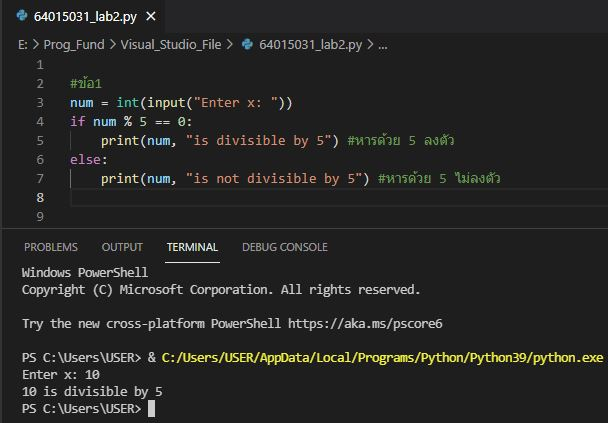 64015031_lab2.py
E: > Prog_Fund > Visual_Studio_File > 64015031_lab2.py > ...
1
2 #ข้อ1
3 num = int(input("Enter x: "))
4 if num % 5 == 0:
5 print(num, "is divisible by 5") #หารด้วย 5 ลงตัว
6 else:
7 print(num, "is not divisible by 5") #หารด้วย 5 ไม่ลงตัว
8
9
PROBLEMS OUTPUT TERMINAL DEBUG CONSOLE
Windows PowerShell
Copyright (C) Microsoft Corporation. All rights reserved.
Try the new cross-platform PowerShell https://aka.ms/pscore6
PS C:\Users\USER> & C:/Users/USER/AppData/Local/Programs/Python/Python39/python.exe
Enter x: 10
10 is divisible by 5
PS C:\Users\USER>